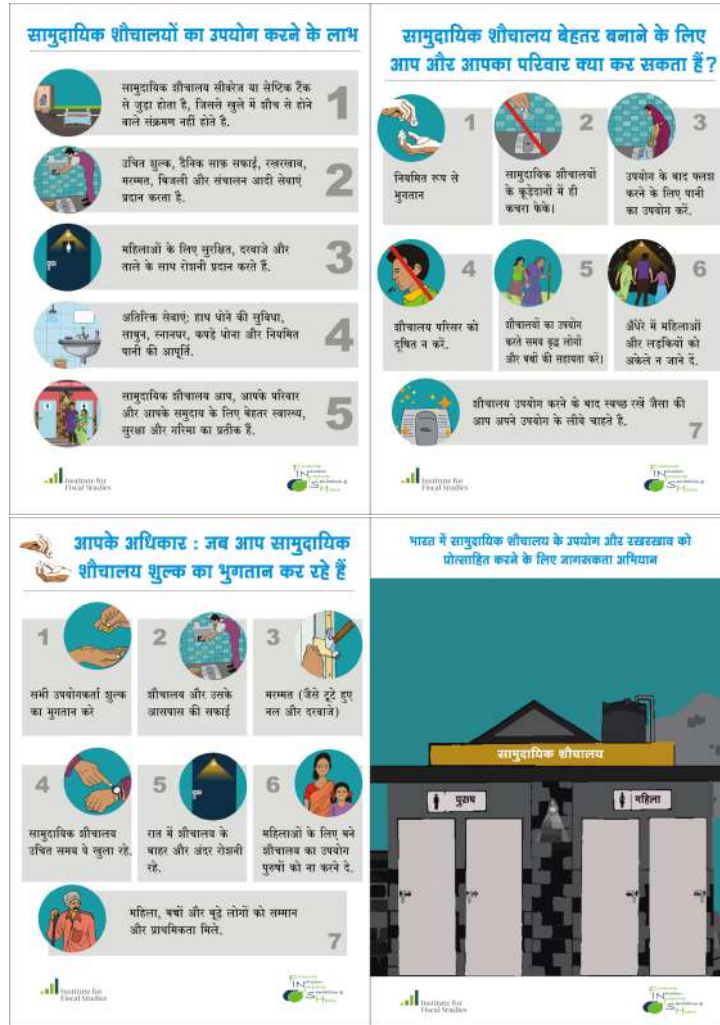 सामुदायिक शौचालयों का उपयोग करने के लाभ
सामुदायिक शौचालय सीवरेज या सेप्टिक टैंक
से जुड़ा होता है, जिससे खुले में शौच से होने
वाले संक्रमण नहीं होते है.
1
उचित शुल्क, दैनिक साफ़ सफाई, रखरखाव,
मरम्मत, बिजली और संचालन आदी सेवाएं
प्रदान करता है.
2
महिलाओं के लिए सुरक्षित, दरवाजे और
ताले के साथ रोशनी प्रदान करते हैं.
3
अतिरिक्त सेवाएं; हाथ धोने की सुविधा,
साबुन, स्नानघर, कपड़े धोना और नियमित
पानी की आपूर्ति.
4
सामुदायिक शौचालय आप, आपके परिवार
और आपके समुदाय के लिए बेहतर स्वास्थ्य,
सुरक्षा और गरिमा का प्रतीक हैं.
5
Institute for
Fiscal Studies
सामुदायिक शौचालय बेहतर बनाने के लिए
आप और आपका परिवार क्या कर सकता हैं?
1
नियमित रूप से
भुगतान
2
सामुदायिक शौचालयों
के कूड़ेदानों में ही
कचरा फेंके।
3
उपयोग के बाद फ्लश
करने के लिए पानी
का उपयोग करें.
4
शौचालय परिसर को
दूषित न करें.
5
शौचालयों का उपयोग
करते समय वृद्ध लोगों
और बच्चों की सहायता करें।
6
अँधेरे में महिलाओं
और लड़कियों को
अकेले न जाने दें.
शौचालय उपयोग करने के बाद स्वच्छ रखें जैसा की
आप अपने उपयोग के लीये चाहते है.
7
Institute for
Fiscal Studies
आपके अधिकार : जब आप सामुदायिक
शौचालय शुल्क का भुगतान कर रहे हैं
1
सभी उपयोगकर्ता शुल्क
का भुगतान करे
2
शौचालय और उसके
आसपास की सफाई
3
मरम्मत (जैसे टूटे हुए
नल और दरवाजे)
4
सामुदायिक शौचालय
उचित समय पे खुला रहे.
5
रात में शौचालय के
बाहर और अंदर रोशनी
रहे.
6
महिलाओं के लिए बने
शौचालय का उपयोग
पुरुषों को ना करने दे.
महिला, बच्चों और बूढ़े लोगों को सम्मान
और प्राथमिकता मिले.
7
Institute for
Fiscal Studies
भारत में सामुदायिक शौचालय के उपयोग और रखरखाव को
प्रोत्साहित करने के लिए जागरूकता अभियान
सामुदायिक शौचालय
पुरुष
महिला
Institute for
Fiscal Studies